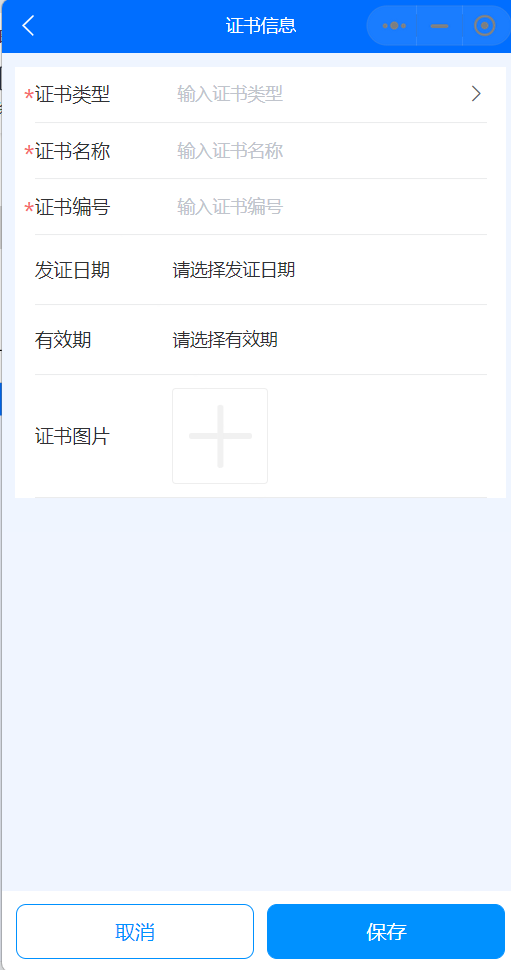 证书信息
*证书类型 输入证书类型
*证书名称 输入证书名称
*证书编号 输入证书编号
发证日期 请选择发证日期
有效期 请选择有效期
证书图片
取消 保存